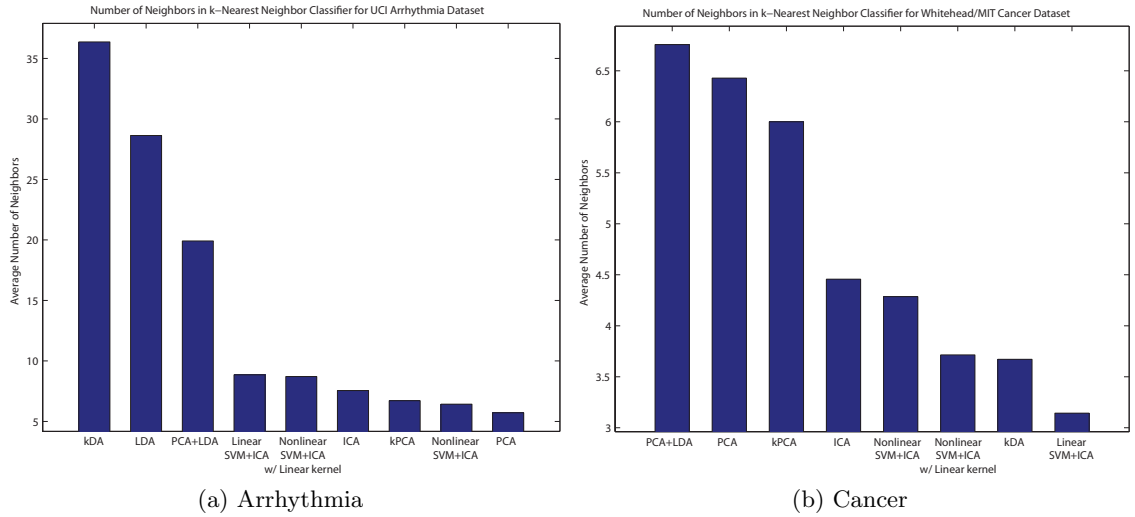 Number of Neighbors in k−Nearest Neighbor Classifier for UCI Arrhythmia Dataset
Average Number of Neighbors
35
30
25
20
15
10
5
kDA LDA PCA+LDA Linear SVM+ICA Nonlinear SVM+ICA w/ Linear kernel ICA kPCA Nonlinear SVM+ICA PCA
(a) Arrhythmia
Number of Neighbors in k−Nearest Neighbor Classifier for Whitehead/MIT Cancer Dataset
Average Number of Neighbors
6.5
6
5.5
5
4.5
4
3.5
3
PCA+LDA PCA kPCA ICA Nonlinear SVM+ICA Nonlinear SVM+ICA w/ Linear kernel kDA Linear SVM+ICA
(b) Cancer